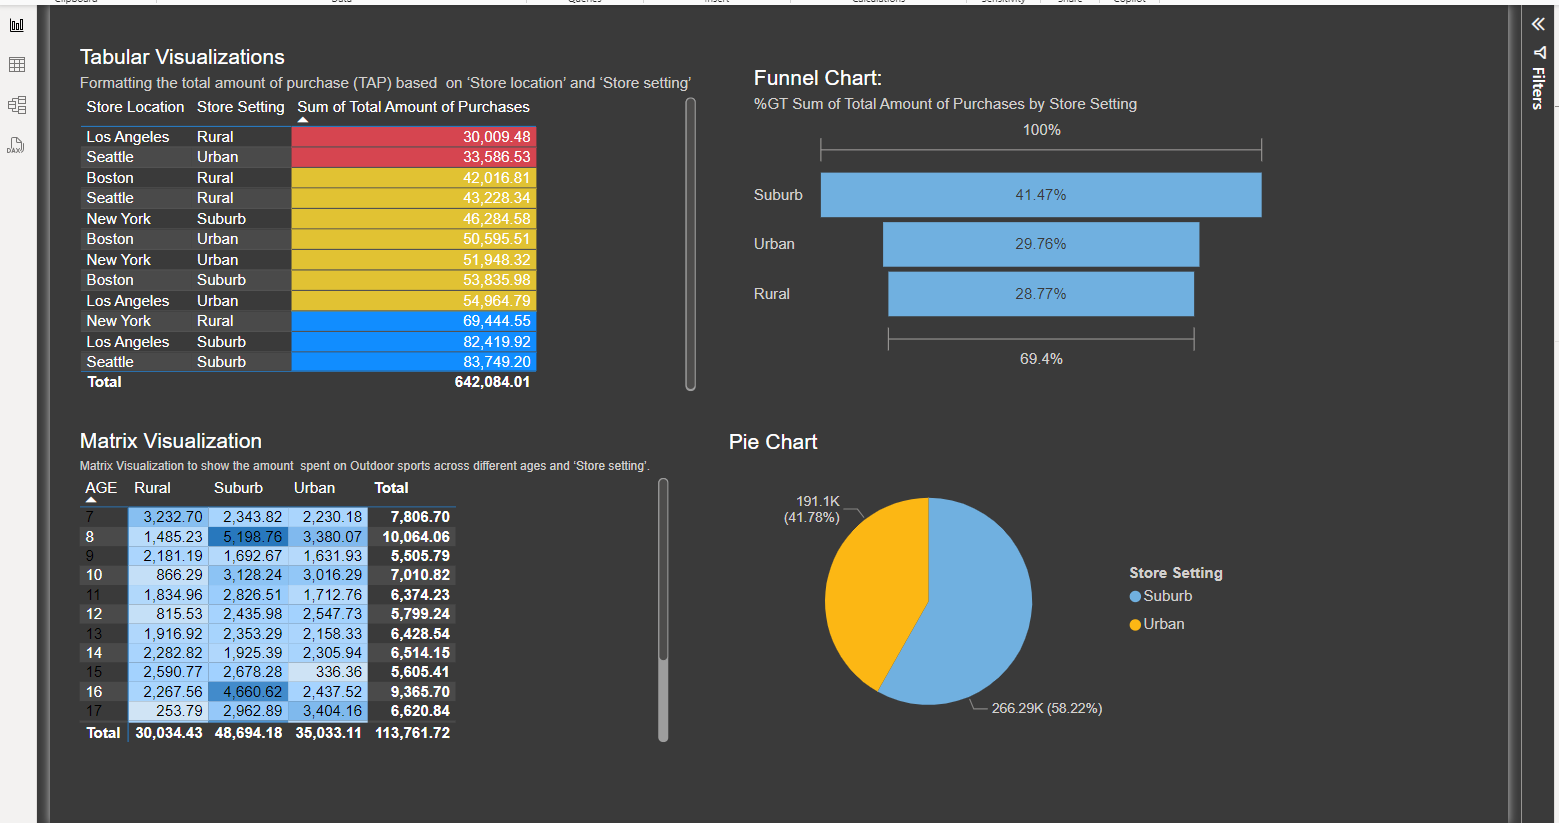 Clipboard Data Queries Insert Calculations Sensitivity Share Copilot
Tabular Visualizations
Formatting the total amount of purchase (TAP) based on ‘Store location’ and ‘Store setting’
Store Location Store Setting Sum of Total Amount of Purchases
Los Angeles Rural 30,009.48
Seattle Urban 33,586.53
Boston Rural 42,016.81
Seattle Rural 43,228.34
New York Suburb 46,284.58
Boston Urban 50,595.51
New York Urban 51,948.32
Boston Suburb 53,835.98
Los Angeles Urban 54,964.79
New York Rural 69,444.55
Los Angeles Suburb 82,419.92
Seattle Suburb 83,749.20
Total 642,084.01
Funnel Chart:
%GT Sum of Total Amount of Purchases by Store Setting
100%
Suburb 41.47%
Urban 29.76%
Rural 28.77%
69.4%
Matrix Visualization
Matrix Visualization to show the amount spent on Outdoor sports across different ages and ‘Store setting’.
AGE Rural Suburb Urban Total
7 3,232.70 2,343.82 2,230.18 7,806.70
8 1,485.23 5,198.76 3,380.07 10,064.06
9 2,181.19 1,692.67 1,631.93 5,505.79
10 866.29 3,128.24 3,016.29 7,010.82
11 1,834.96 2,826.51 1,712.76 6,374.23
12 815.53 2,435.98 2,547.73 5,799.24
13 1,916.92 2,353.29 2,158.33 6,428.54
14 2,282.82 1,925.39 2,305.94 6,514.15
15 2,590.77 2,678.28 336.36 5,605.41
16 2,267.56 4,660.62 2,437.52 9,365.70
17 253.79 2,962.89 3,404.16 6,620.84
Total 30,034.43 48,694.18 35,033.11 113,761.72
Pie Chart
191.1K
(41.78%)
266.29K (58.22%)
Store Setting
Suburb
Urban
Filters
DAX